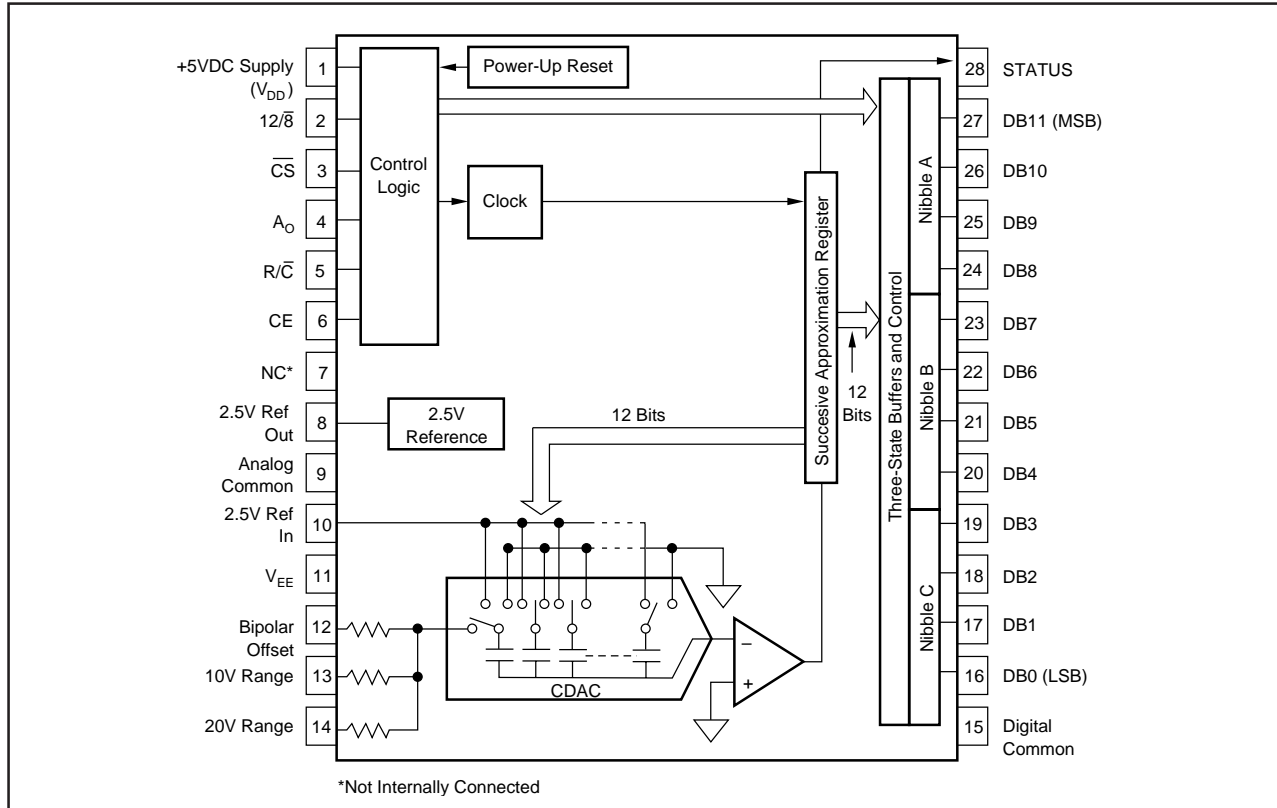 +5VDC Supply
(V_DD)
1
12/8̅
2
C̅S̅
3
A_O
4
R/C̅
5
CE
6
NC*
7
2.5V Ref
Out
8
Analog
Common
9
2.5V Ref
In
10
V_EE
11
Bipolar
Offset
12
10V Range
13
20V Range
14
Control
Logic
Power-Up Reset
Clock
2.5V
Reference
12 Bits
CDAC
–
+
Succesive Approximation Register
12
Bits
Three-State Buffers and Control
Nibble A
Nibble B
Nibble C
28 STATUS
27 DB11 (MSB)
26 DB10
25 DB9
24 DB8
23 DB7
22 DB6
21 DB5
20 DB4
19 DB3
18 DB2
17 DB1
16 DB0 (LSB)
15 Digital
Common
*Not Internally Connected